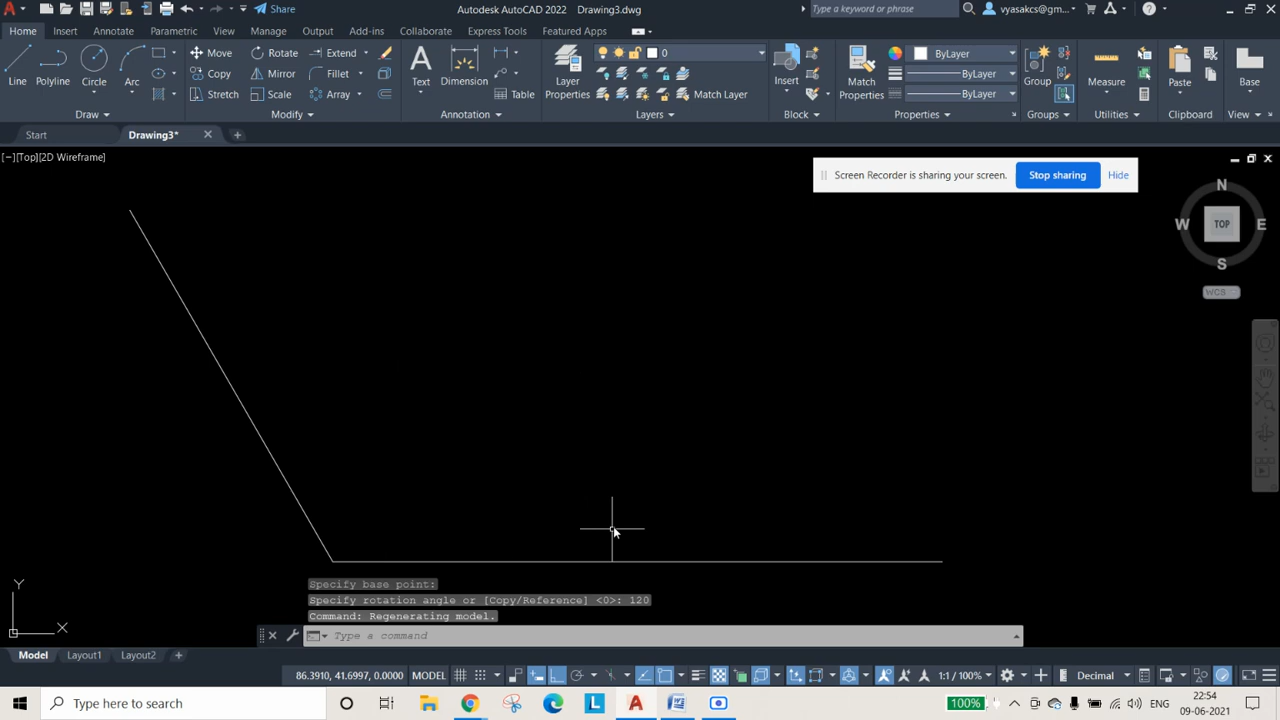 Share
Autodesk AutoCAD 2022 Drawing3.dwg
Type a keyword or phrase
vyasakcs@gm...
Home Insert Annotate Parametric View Manage Output Add-ins Collaborate Express Tools Featured Apps
Line Polyline Circle Arc
Move Rotate Extend
Copy Mirror Fillet
Stretch Scale Array
Text Dimension Table
Layer Properties
0
Match Layer
Insert
Match Properties
ByLayer
ByLayer
ByLayer
Group
Measure
Paste
Base
Draw Modify Annotation Layers Block Properties Groups Utilities Clipboard View
Start Drawing3*
[−][Top][2D Wireframe]
Screen Recorder is sharing your screen. Stop sharing Hide
N
W TOP E
S
WCS
Y
X
Specify base point:
Specify rotation angle or [Copy/Reference] <0>: 120
Command: Regenerating model.
Type a command
Model Layout1 Layout2
86.3910, 41.6997, 0.0000 MODEL 1:1 / 100% Decimal
Type here to search
L
100%
ENG
22:54
09-06-2021